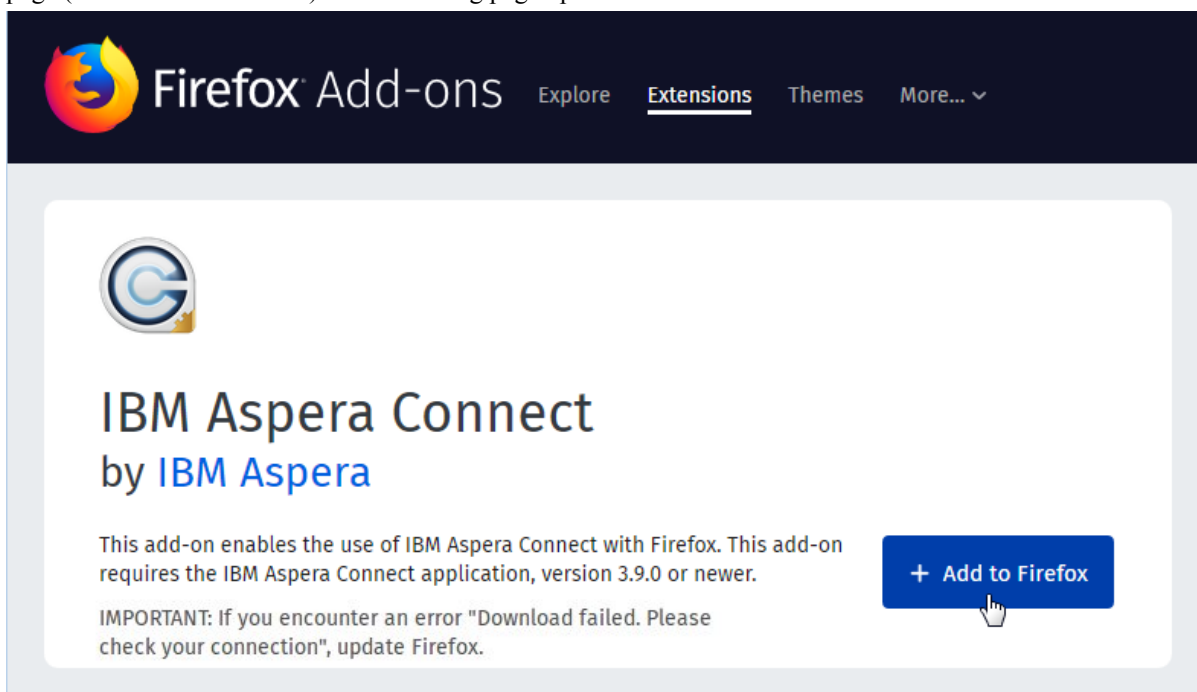 Firefox Add-ons Explore Extensions Themes More...
IBM Aspera Connect
by IBM Aspera
This add-on enables the use of IBM Aspera Connect with Firefox. This add-on
requires the IBM Aspera Connect application, version 3.9.0 or newer.
+ Add to Firefox
IMPORTANT: If you encounter an error "Download failed. Please
check your connection", update Firefox.